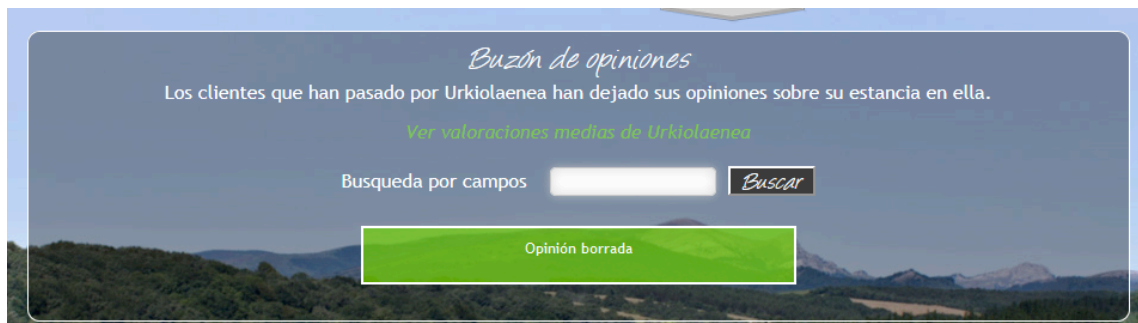 Buzón de opiniones
Los clientes que han pasado por Urkiolaenea han dejado sus opiniones sobre su estancia en ella.
Ver valoraciones medias de Urkiolaenea
Busqueda por campos Buscar
Opinión borrada